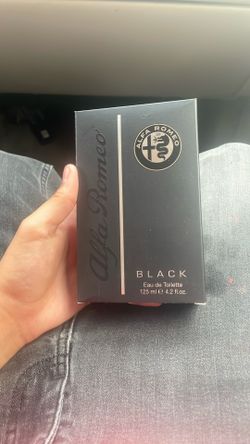 ALFA ROMEO
Alfa Romeo
BLACK
Eau de Toilette
125 ml ℮ 4.2 fl.oz.